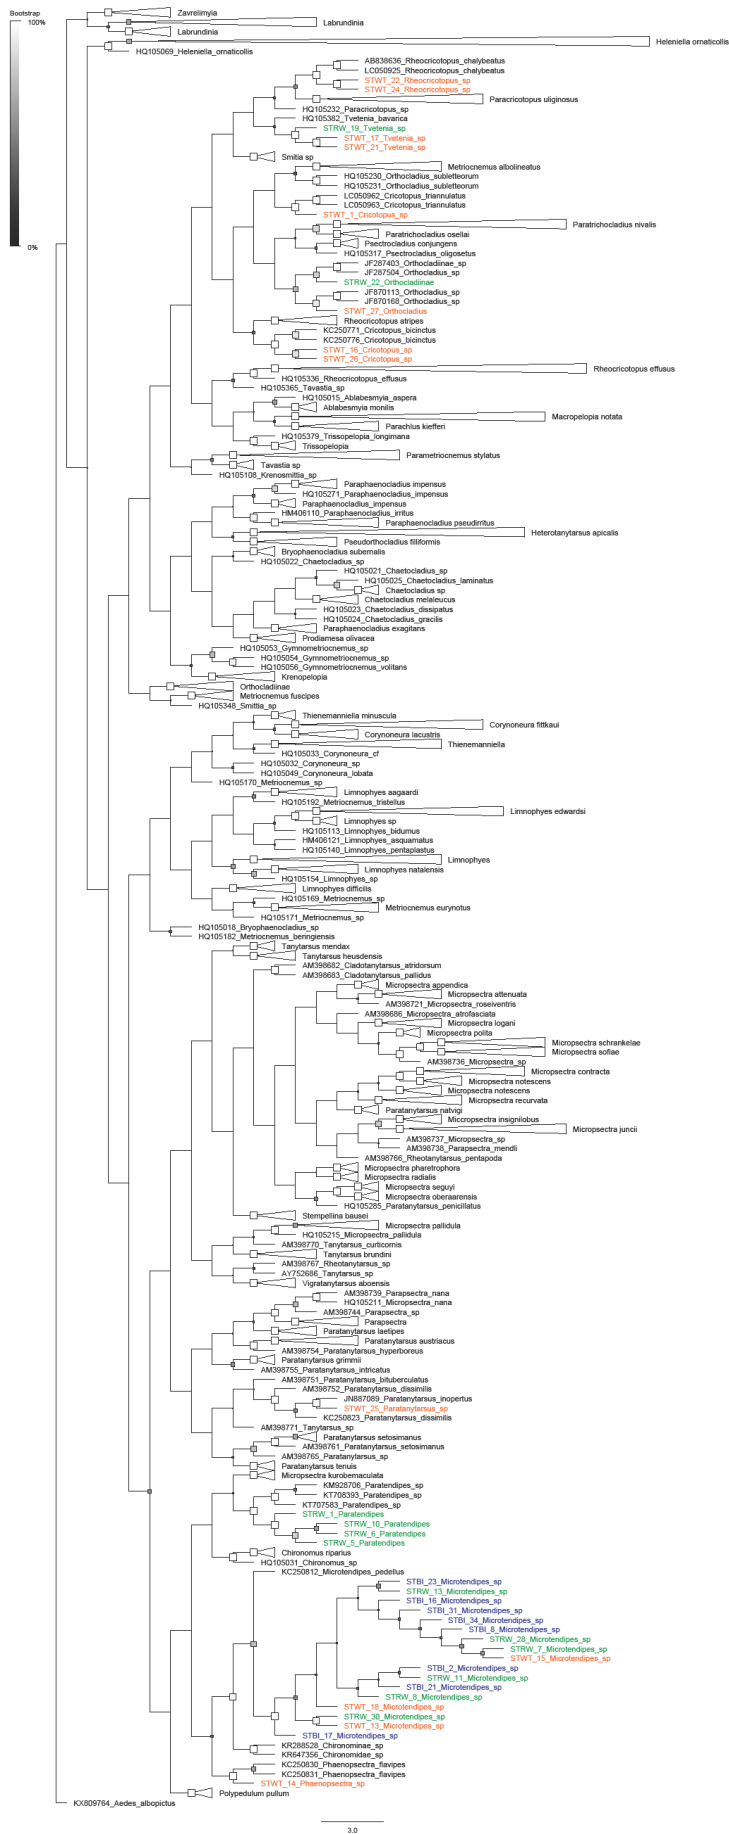 Bootstrap
100%
0%
Zavrelimyia
Labrundinia
Labrundinia
Heleniella ornaticollis
HQ105069_Heleniella_ornaticollis
AB838636_Rheocricotopus_chalybeatus
LC050925_Rheocricotopus_chalybeatus
STWT_22_Rheocricotopus_sp
STWT_24_Rheocricotopus_sp
Paracricotopus uliginosus
HQ105232_Paracricotopus_sp
HQ105382_Tvetenia_bavarica
STRW_19_Tvetenia_sp
STWT_17_Tvetenia_sp
STWT_21_Tvetenia_sp
Smitia sp
Metriocnemus albolineatus
HQ105230_Orthocladius_subletteorum
HQ105231_Orthocladius_subletteorum
LC050962_Cricotopus_triannulatus
LC050963_Cricotopus_triannulatus
STWT_1_Cricotopus_sp
Paratrichocladius nivalis
Paratrichocladius osellai
Psectrocladius conjungens
HQ105317_Psectrocladius_oligosetus
JF287403_Orthocladiinae_sp
JF287504_Orthocladius_sp
STRW_22_Orthocladiinae
JF870113_Orthocladius_sp
JF870168_Orthocladius_sp
STWT_27_Orthocladius
Rheocricotopus atripes
KC250771_Cricotopus_bicinctus
KC250776_Cricotopus_bicinctus
STWT_16_Cricotopus_sp
STWT_26_Cricotopus_sp
Rheocricotopus effusus
HQ105336_Rheocricotopus_effusus
HQ105365_Tavastia_sp
HQ105015_Ablabesmyia_aspera
Ablabesmyia monilis
Macropelopia notata
Parachlus kiefferi
HQ105379_Trissopelopia_longimana
Trissopelopia
Parametriocnemus stylatus
Tavastia sp
HQ105108_Krenosmittia_sp
Paraphaenocladius impensus
HQ105271_Paraphaenocladius_impensus
Paraphaenocladius_impensus
HM406110_Paraphaenocladius_irritus
Paraphaenocladius pseudirritus
Heterotanytarsus apicalis
Pseudorthocladius filliformis
Bryophaenocladius subernalis
HQ105022_Chaetocladius_sp
HQ105021_Chaetocladius_sp
HQ105025_Chaetocladius_laminatus
Chaetocladius sp
Chaetocladius melaleucus
HQ105023_Chaetocladius_dissipatus
HQ105024_Chaetocladius_gracilis
Paraphaenocladius exagitans
Prodiamesa olivacea
HQ105053_Gymnometriocnemus_sp
HQ105054_Gymnometriocnemus_sp
HQ105056_Gymnometriocnemus_volitans
Krenopelopia
Orthocladiinae
Metriocnemus fuscipes
HQ105348_Smittia_sp
Thienemanniella minuscula
Corynoneura fittkaui
Corynoneura lacustris
Thienemanniella
HQ105033_Corynoneura_cf
HQ105032_Corynoneura_sp
HQ105049_Corynoneura_lobata
HQ105170_Metriocnemus_sp
Limnophyes aagaardi
HQ105192_Metriocnemus_tristellus
Limnophyes edwardsi
Limnophyes sp
HQ105113_Limnophyes_bidumus
HM406121_Limnophyes_asquamatus
HQ105140_Limnophyes_pentaplastus
Limnophyes
Limnophyes natalensis
HQ105154_Limnophyes_sp
Limnophyes difficilis
HQ105169_Metriocnemus_sp
Metriocnemus eurynotus
HQ105171_Metriocnemus_sp
HQ105018_Bryophaenocladius_sp
HQ105182_Metriocnemus_beringiensis
Tanytarsus mendax
Tanytarsus heusdensis
AM398682_Cladotanytarsus_atridorsum
AM398683_Cladotanytarsus_pallidus
Micropsectra appendica
Micropsectra attenuata
AM398721_Micropsectra_roseiventris
AM398686_Micropsectra_atrofasciata
Micropsectra logani
Micropsectra polita
Micropsectra schrankelae
Micropsectra sofiae
AM398736_Micropsectra_sp
Micropsectra contracta
Micropsectra notescens
Micropsectra notescens
Micropsectra recurvata
Paratanytarsus natvigi
Miccropsectra insignilobus
Micropsectra juncii
AM398737_Micropsectra_sp
AM398738_Parapsectra_mendli
AM398766_Rheotanytarsus_pentapoda
Micropsectra pharetrophora
Micropsectra radialis
Micropsectra seguyi
Micropsectra oberaarensis
HQ105285_Paratanytarsus_penicillatus
Stempellina bausei
Micropsectra pallidula
HQ105215_Micropsectra_pallidula
AM398770_Tanytarsus_curticornis
Tanytarsus brundini
AM398767_Rheotanytarsus_sp
AY752686_Tanytarsus_sp
Vigratanytarsus aboensis
AM398739_Parapsectra_nana
HQ105211_Micropsectra_nana
AM398744_Parapsectra_sp
Parapsectra
Paratanytarsus laetipes
Paratanytarsus austriacus
AM398754_Paratanytarsus_hyperboreus
Paratanytarsus grimmii
AM398755_Paratanytarsus_intricatus
AM398751_Paratanytarsus_bituberculatus
AM398752_Paratanytarsus_dissimilis
JN887089_Paratanytarsus_inopertus
STWT_25_Paratanytarsus_sp
KC250823_Paratanytarsus_dissimilis
AM398771_Tanytarsus_sp
Paratanytarsus setosimanus
AM398761_Paratanytarsus_setosimanus
AM398765_Paratanytarsus_sp
Paratanytarsus tenuis
Micropsectra kurobemaculata
KM928706_Paratendipes_sp
KT708393_Paratendipes_sp
KT707583_Paratendipes_sp
STRW_1_Paratendipes
STRW_10_Paratendipes
STRW_6_Paratendipes
STRW_5_Paratendipes
Chironomus riparius
HQ105031_Chironomus_sp
KC250812_Microtendipes_pedellus
STBI_23_Microtendipes_sp
STRW_13_Microtendipes_sp
STBI_16_Microtendipes_sp
STBI_31_Microtendipes_sp
STBI_34_Microtendipes_sp
STBI_8_Microtendipes_sp
STRW_28_Microtendipes_sp
STRW_7_Microtendipes_sp
STWT_15_Microtendipes_sp
STBI_2_Microtendipes_sp
STRW_11_Microtendipes_sp
STBI_21_Microtendipes_sp
STRW_8_Microtendipes_sp
STWT_18_Microtendipes_sp
STRW_30_Microtendipes_sp
STWT_13_Microtendipes_sp
STBI_17_Microtendipes_sp
KR288528_Chironominae_sp
KR647356_Chironomidae_sp
KC250830_Phaenopsectra_flavipes
KC250831_Phaenopsectra_flavipes
STWT_14_Phaenopsectra_sp
Polypedulum pullum
KX809764_Aedes_albopictus
3.0